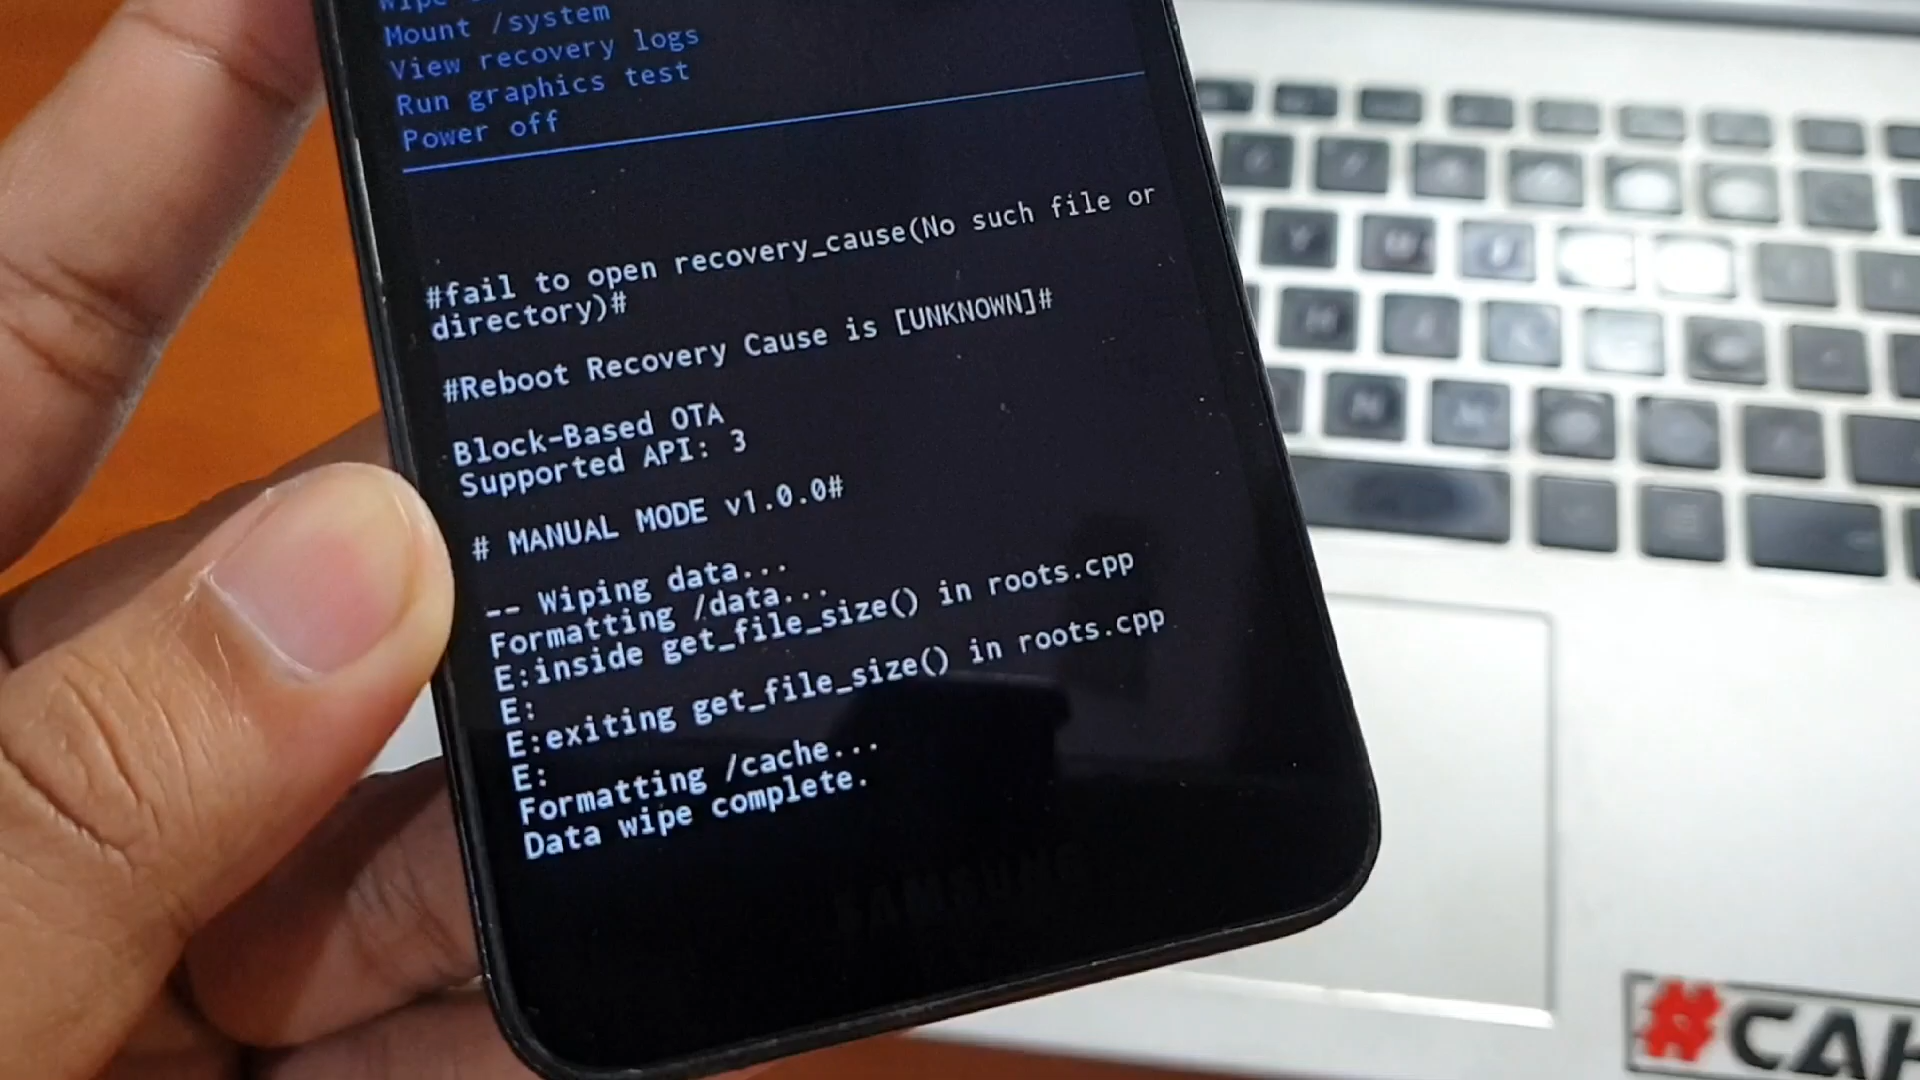 Wipe
Mount /system
View recovery logs
Run graphics test
Power off
#fail to open recovery_cause(No such file or
directory)#
#Reboot Recovery Cause is [UNKNOWN]#
Block-Based OTA
Supported API: 3
# MANUAL MODE v1.0.0#
-- Wiping data...
Formatting /data...
E:inside get_file_size() in roots.cpp
E:
E:exiting get_file_size() in roots.cpp
E:
Formatting /cache...
Data wipe complete.
SAMSUNG
#CAH